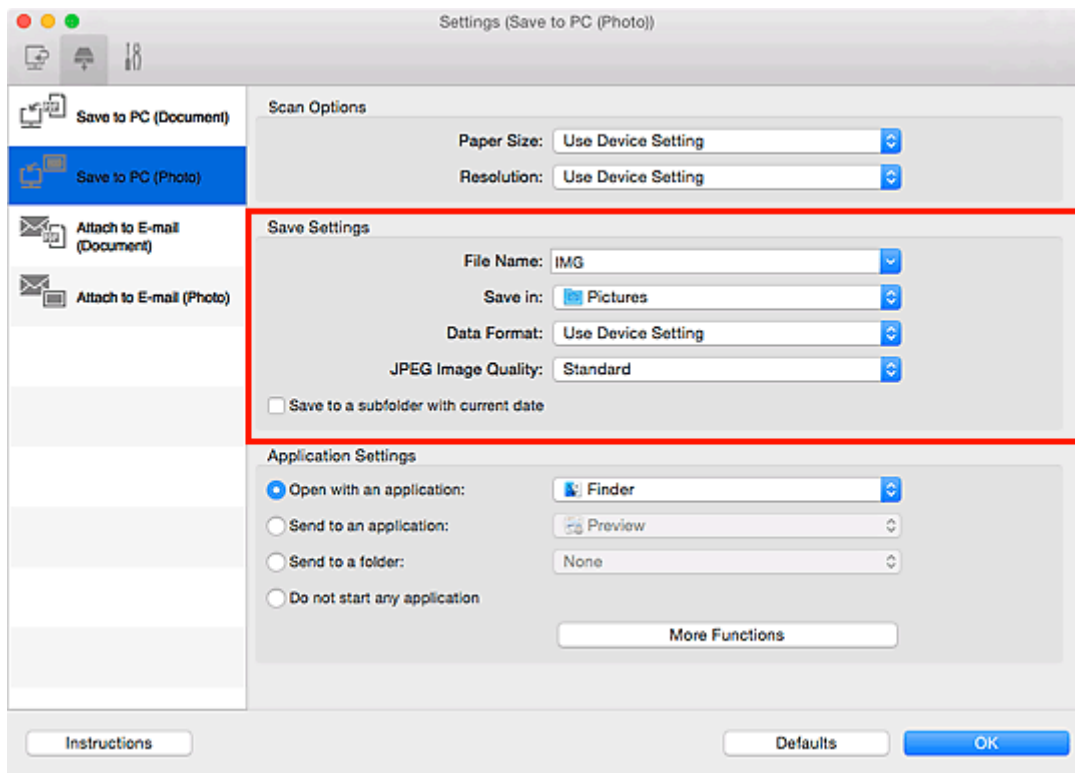 Settings (Save to PC (Photo))
Save to PC (Document)
Save to PC (Photo)
Attach to E-mail
(Document)
Attach to E-mail (Photo)
Scan Options
Paper Size: Use Device Setting
Resolution: Use Device Setting
Save Settings
File Name: IMG
Save in: Pictures
Data Format: Use Device Setting
JPEG Image Quality: Standard
Save to a subfolder with current date
Application Settings
Open with an application: Finder
Send to an application: Preview
Send to a folder: None
Do not start any application
More Functions
Instructions Defaults OK